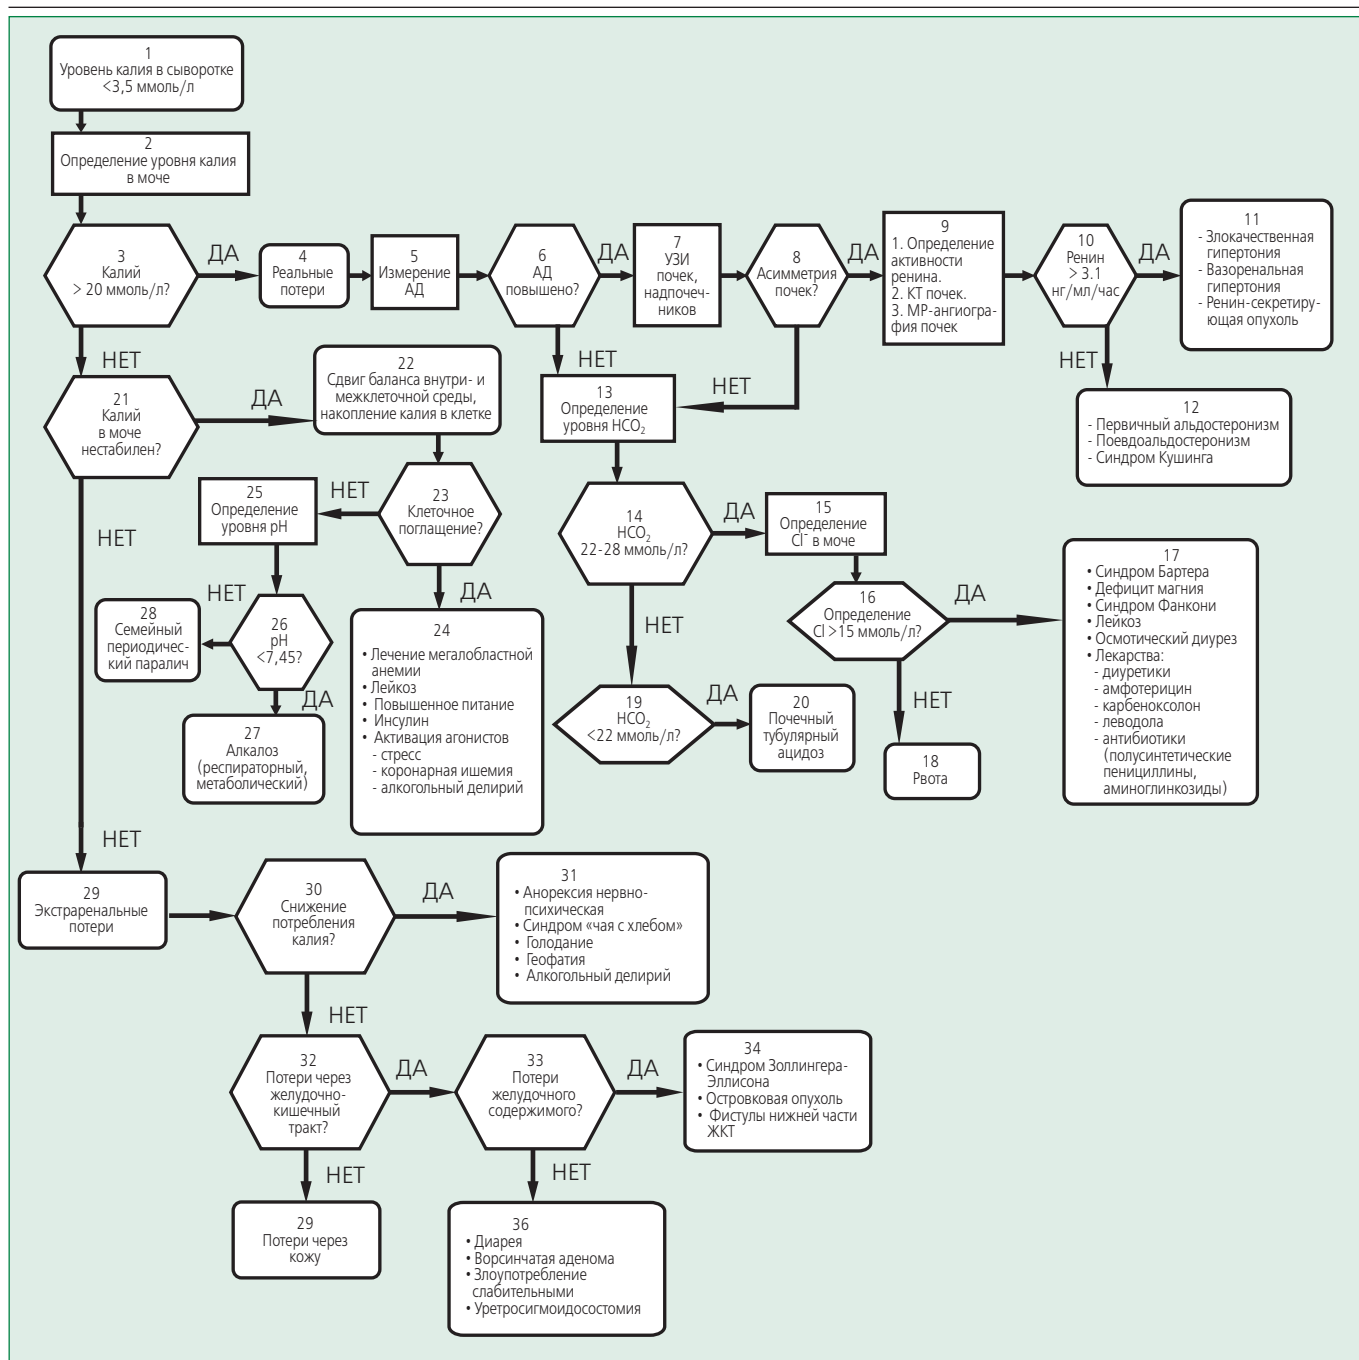 1
Уровень калия в сыворотке
<3,5 ммоль/л
2
Определение уровня калия
в моче
3
Калий
> 20 ммоль/л?
ДА
4
Реальные
потери
5
Измерение
АД
6
АД
повышено?
ДА
7
УЗИ
почек,
надпочеч-
ников
8
Асимметрия
почек?
ДА
9
1. Определение
активности
ренина.
2. КТ почек.
3. МР-ангиогра-
фия почек
10
Ренин
> 3.1
нг/мл/час
ДА
11
- Злокачественная
гипертония
- Вазоренальная
гипертония
- Ренин-секретиру-
ющая опухоль
НЕТ
12
- Первичный альдостеронизм
- Поевдоальдостеронизм
- Синдром Кушинга
НЕТ
НЕТ
13
Определение
уровня HCO₂
14
HCO₂
22-28 ммоль/л?
ДА
15
Определение
Cl⁻ в моче
16
Определение
Cl >15 ммоль/л?
ДА
17
• Синдром Бартера
• Дефицит магния
• Синдром Фанкони
• Лейкоз
• Осмотический диурез
• Лекарства:
- диуретики
- амфотерицин
- карбеноксолон
- леводола
- антибиотики
(полусинтетические
пенициллины,
аминоглинкозиды)
НЕТ
18
Рвота
НЕТ
19
HCO₂
<22 ммоль/л?
ДА
20
Почечный
тубулярный
ацидоз
НЕТ
21
Калий
в моче
нестабилен?
ДА
22
Сдвиг баланса внутри- и
межклеточной среды,
накопление калия в клетке
23
Клеточное
поглащение?
НЕТ
25
Определение
уровня pH
ДА
24
• Лечение мегалобластной
анемии
• Лейкоз
• Повышенное питание
• Инсулин
• Активация агонистов
- стресс
- коронарная ишемия
- алкогольный делирий
26
pH
<7,45?
НЕТ
28
Семейный
периодичес-
кий паралич
ДА
27
Алкалоз
(респираторный,
метаболический)
НЕТ
НЕТ
29
Экстраренальные
потери
30
Снижение
потребления
калия?
ДА
31
• Анорексия нервно-
психическая
• Синдром «чая с хлебом»
• Голодание
• Геофатия
• Алкогольный делирий
НЕТ
32
Потери через
желудочно-
кишечный
тракт?
ДА
33
Потери
желудочного
содержимого?
ДА
34
• Синдром Золлингера-
Эллисона
• Островковая опухоль
• Фистулы нижней части
ЖКТ
НЕТ
29
Потери через
кожу
НЕТ
36
• Диарея
• Ворсинчатая аденома
• Злоупотребление
слабительными
• Уретросигмоидосостомия